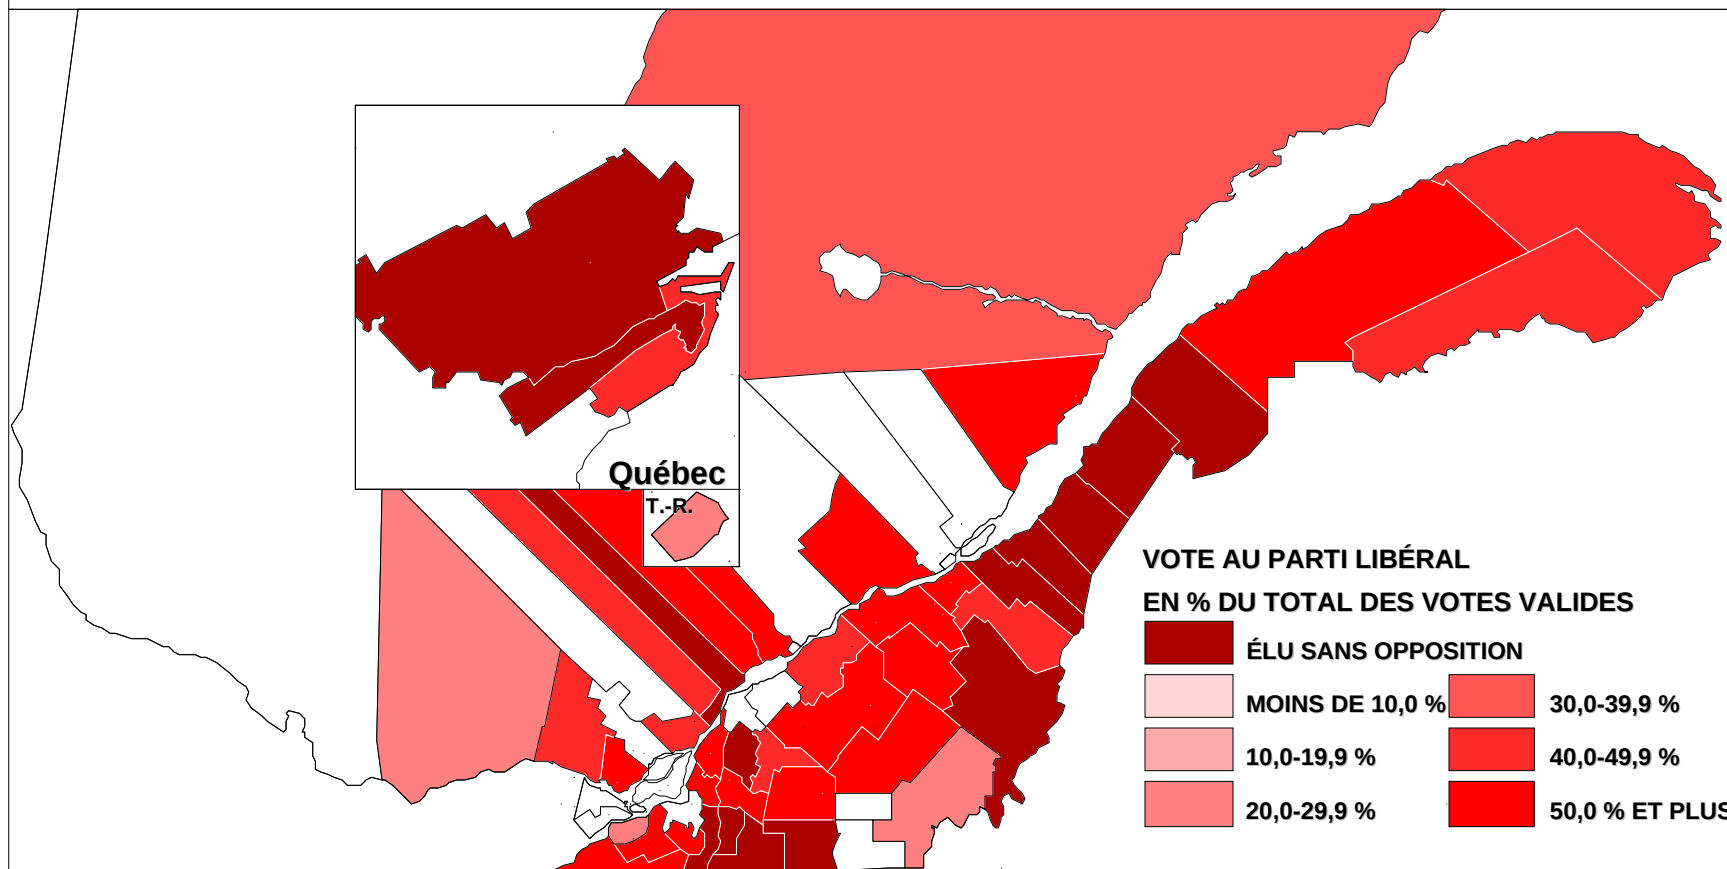 Québec
T.-R.
VOTE AU PARTI LIBÉRAL
EN % DU TOTAL DES VOTES VALIDES
ÉLU SANS OPPOSITION
MOINS DE 10,0 %
30,0-39,9 %
10,0-19,9 %
40,0-49,9 %
20,0-29,9 %
50,0 % ET PLUS